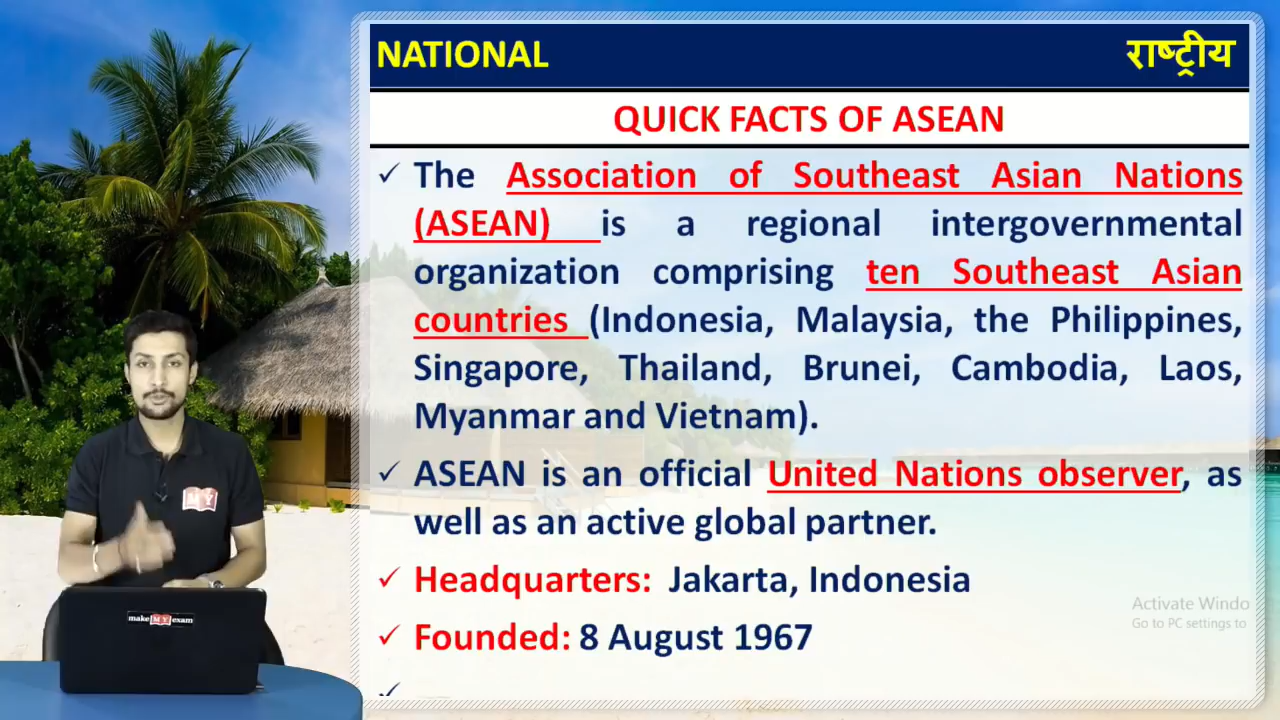 NATIONAL राष्ट्रीय
QUICK FACTS OF ASEAN
✓ The Association of Southeast Asian Nations
(ASEAN) is a regional intergovernmental
organization comprising ten Southeast Asian
countries (Indonesia, Malaysia, the Philippines,
Singapore, Thailand, Brunei, Cambodia, Laos,
Myanmar and Vietnam).
✓ ASEAN is an official United Nations observer, as
well as an active global partner.
✓ Headquarters: Jakarta, Indonesia
✓ Founded: 8 August 1967
✓
Activate Windo
Go to PC settings to
M Y
make M Y exam